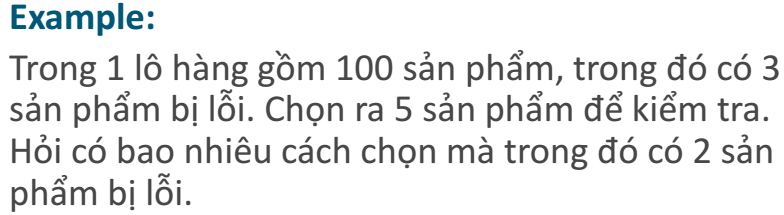 Example:
Trong 1 lô hàng gồm 100 sản phẩm, trong đó có 3
sản phẩm bị lỗi. Chọn ra 5 sản phẩm để kiểm tra.
Hỏi có bao nhiêu cách chọn mà trong đó có 2 sản
phẩm bị lỗi.